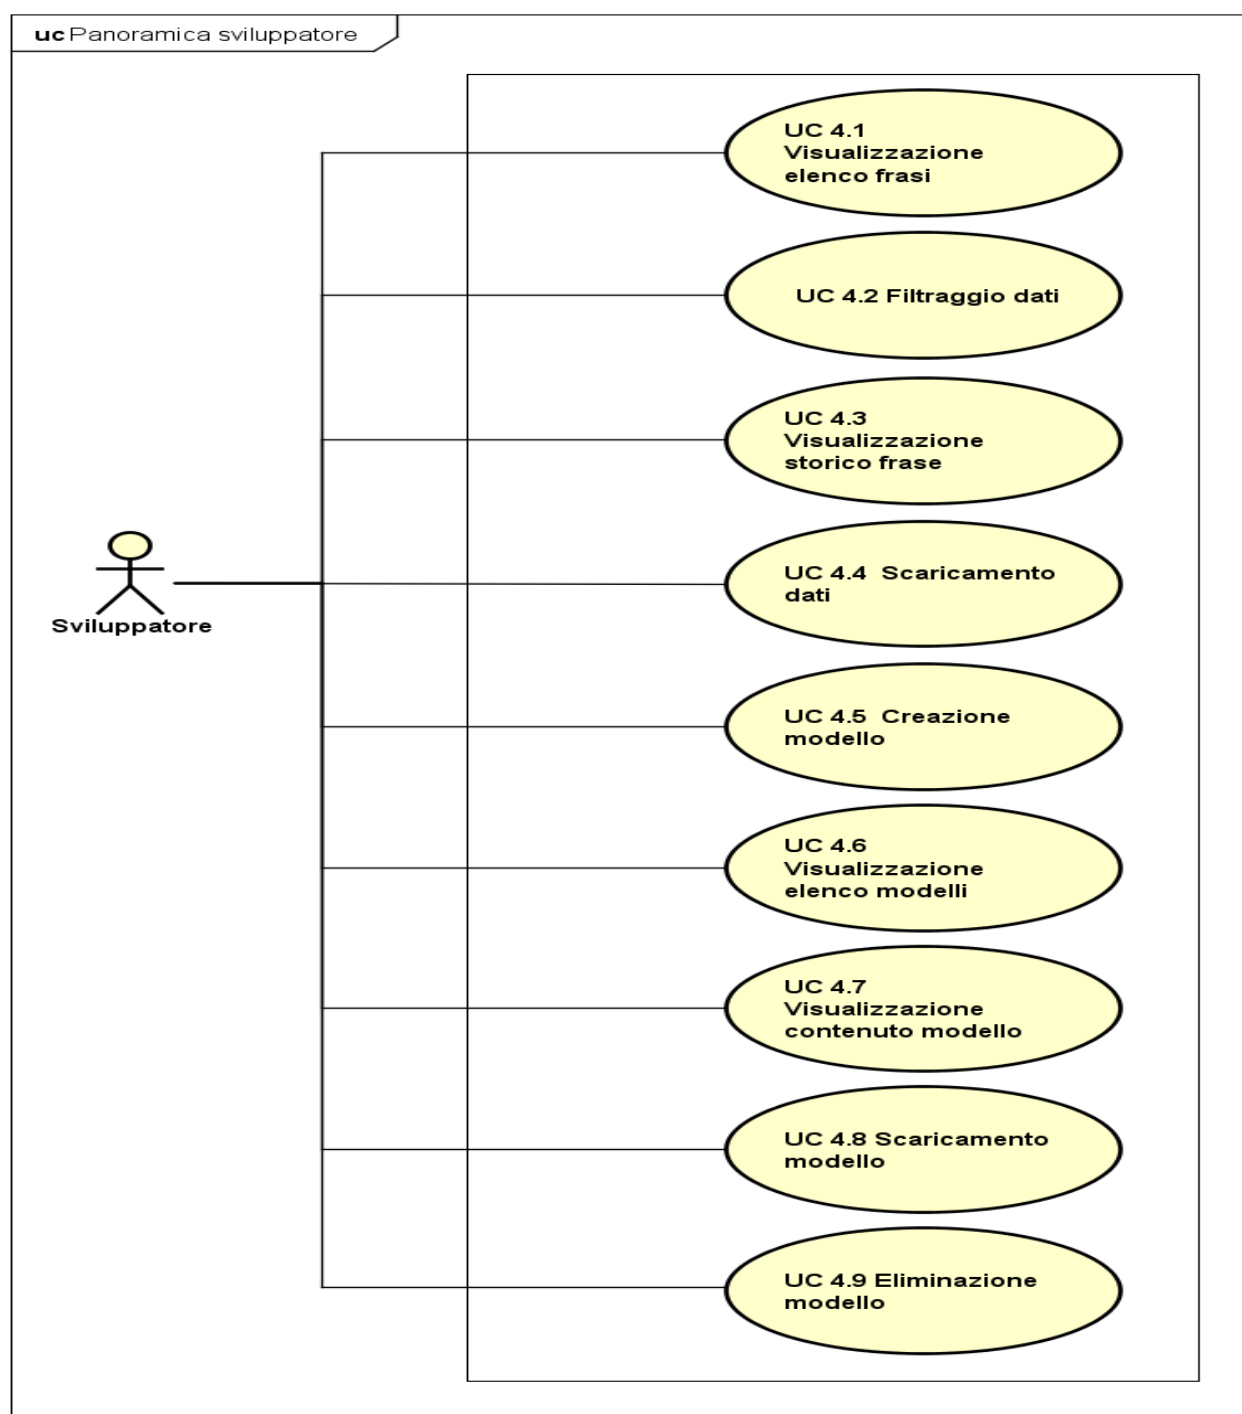 uc Panoramica sviluppatore
UC 4.1
Visualizzazione
elenco frasi
UC 4.2 Filtraggio dati
UC 4.3
Visualizzazione
storico frase
Sviluppatore
UC 4.4  Scaricamento
dati
UC 4.5  Creazione
modello
UC 4.6
Visualizzazione
elenco modelli
UC 4.7
Visualizzazione
contenuto modello
UC 4.8 Scaricamento
modello
UC 4.9 Eliminazione
modello